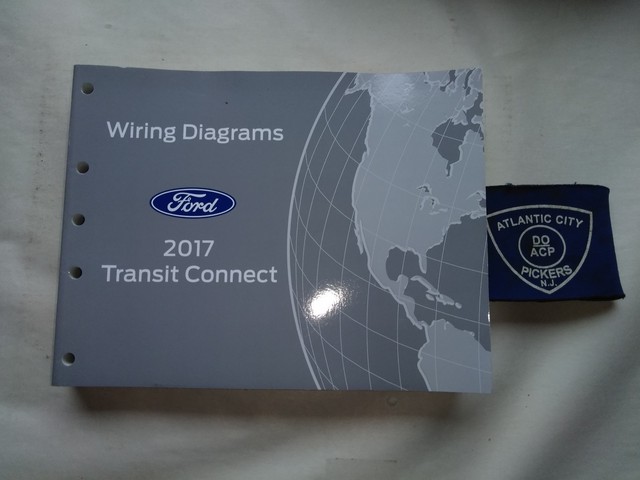 Wiring Diagrams
Ford
2017
Transit Connect
ATLANTIC CITY
DO
ACP
PICKERS
N.J.